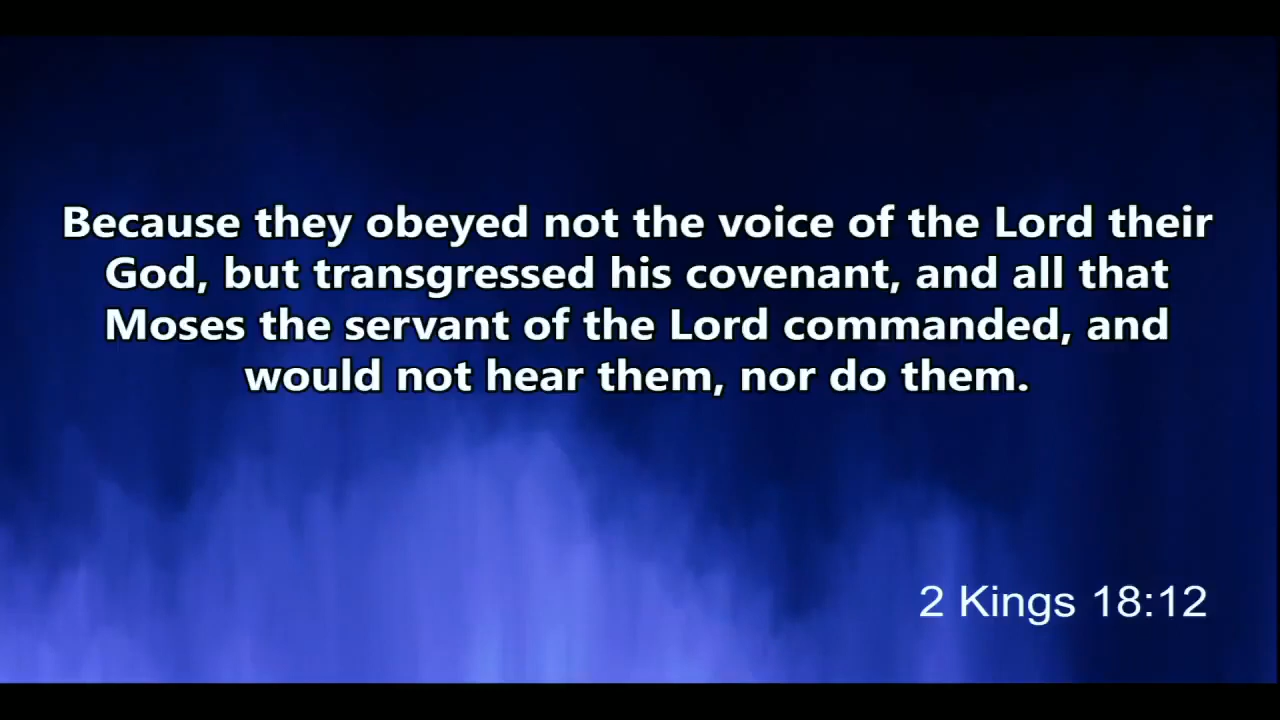 Because they obeyed not the voice of the Lord their
God, but transgressed his covenant, and all that
Moses the servant of the Lord commanded, and
would not hear them, nor do them.
2 Kings 18:12